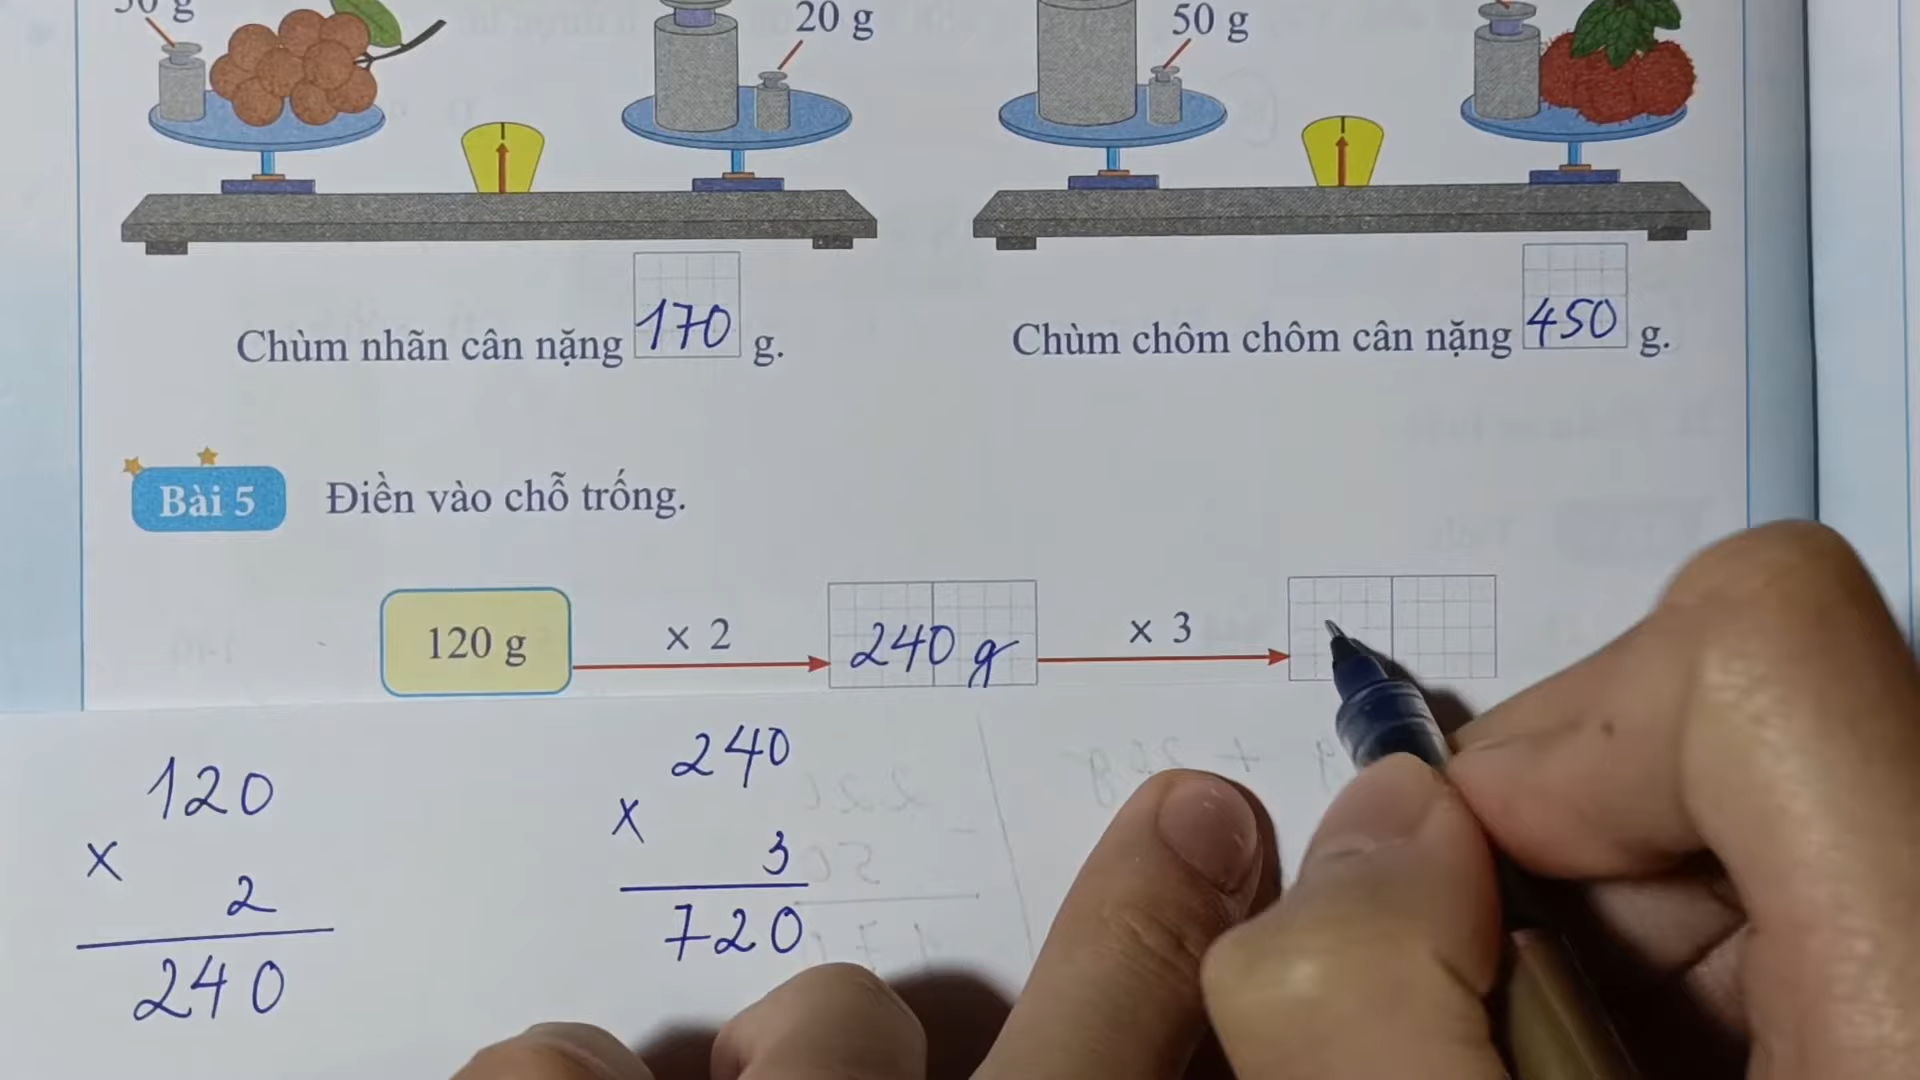 20 g
50 g
Chùm nhãn cân nặng 170 g.
Chùm chôm chôm cân nặng 450 g.
Bài 5 Điền vào chỗ trống.
120 g × 2 240 g × 3
120
× 2
240
240
× 3
720